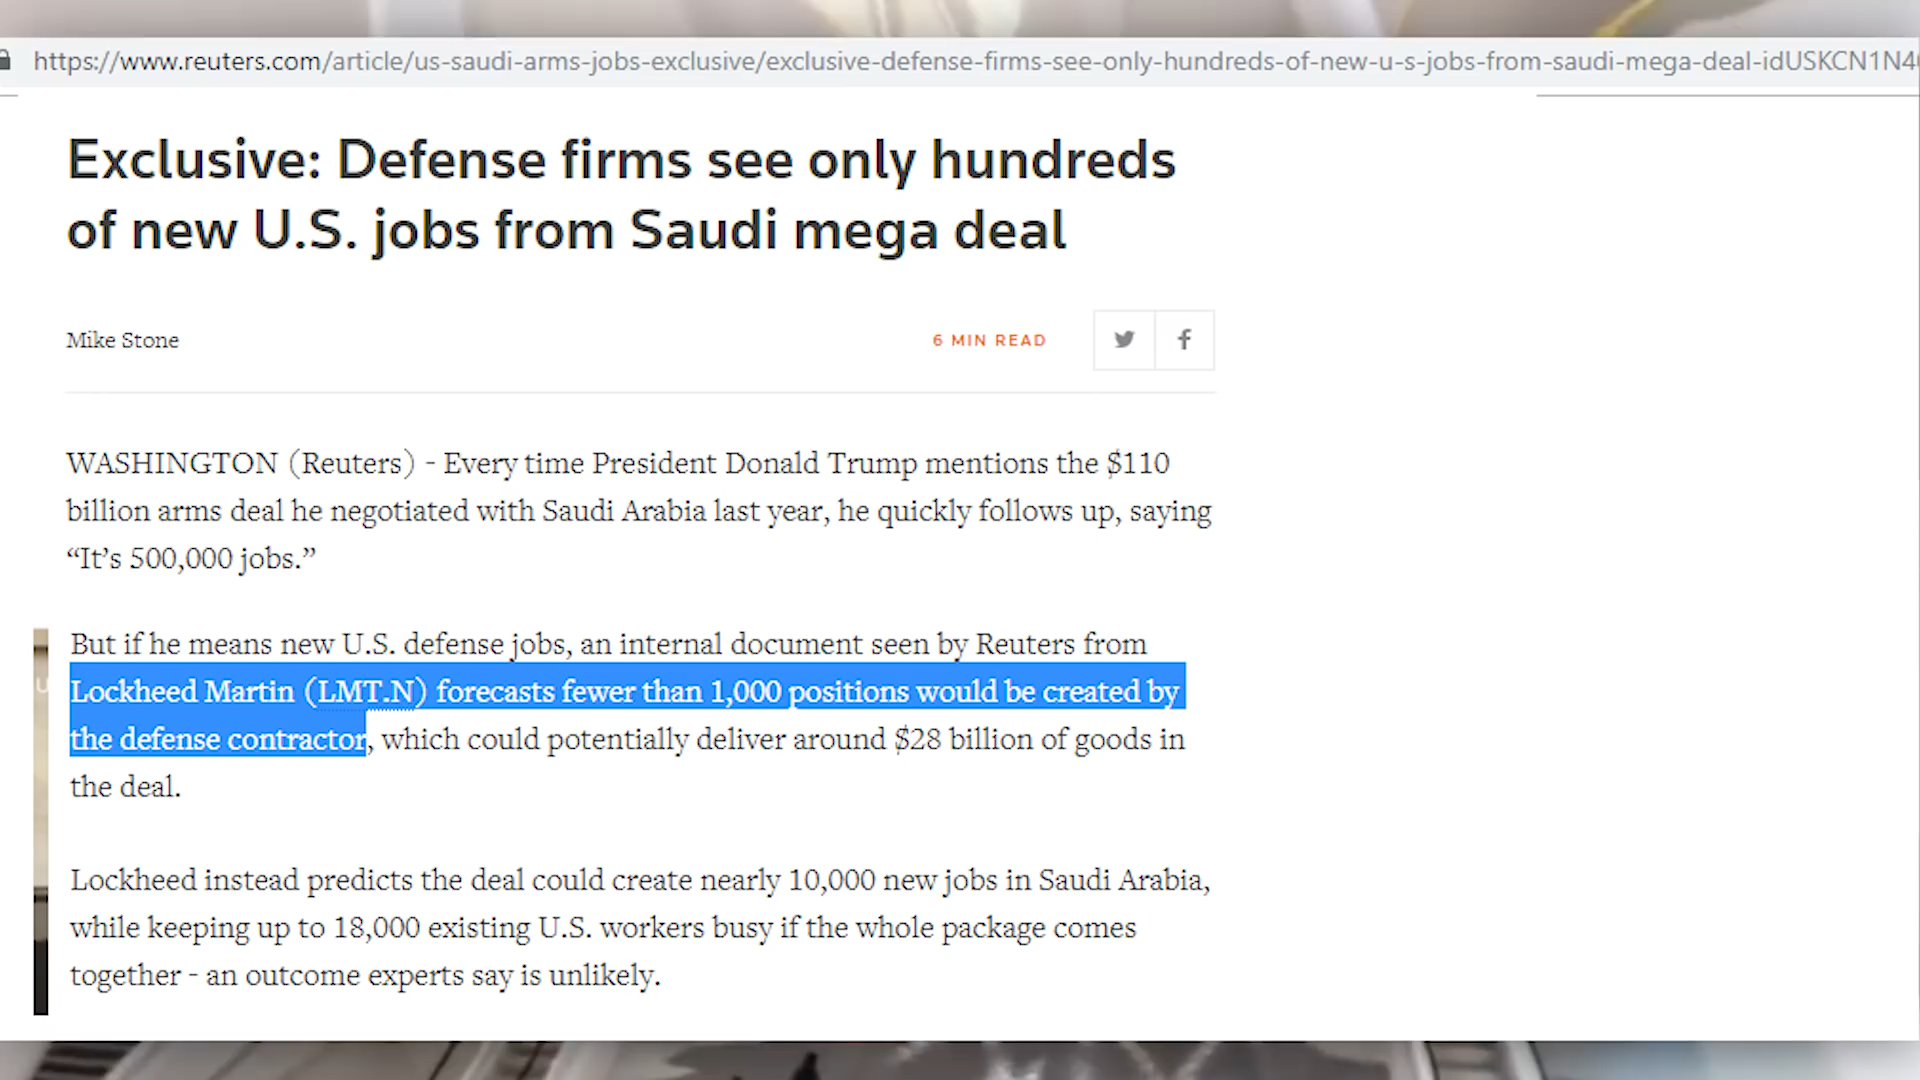 https://www.reuters.com/article/us-saudi-arms-jobs-exclusive/exclusive-defense-firms-see-only-hundreds-of-new-u-s-jobs-from-saudi-mega-deal-idUSKCN1N4
Exclusive: Defense firms see only hundreds
of new U.S. jobs from Saudi mega deal
Mike Stone
6 MIN READ
WASHINGTON (Reuters) - Every time President Donald Trump mentions the $110
billion arms deal he negotiated with Saudi Arabia last year, he quickly follows up, saying
“It’s 500,000 jobs.”
But if he means new U.S. defense jobs, an internal document seen by Reuters from
Lockheed Martin (LMT.N) forecasts fewer than 1,000 positions would be created by
the defense contractor, which could potentially deliver around $28 billion of goods in
the deal.
Lockheed instead predicts the deal could create nearly 10,000 new jobs in Saudi Arabia,
while keeping up to 18,000 existing U.S. workers busy if the whole package comes
together - an outcome experts say is unlikely.